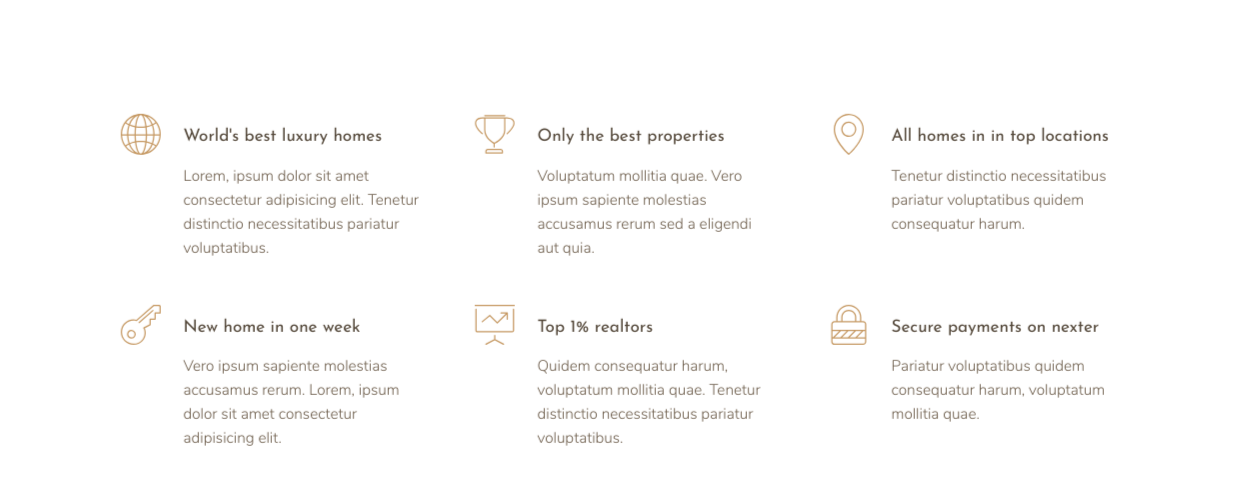 World's best luxury homes
Lorem, ipsum dolor sit amet
consectetur adipisicing elit. Tenetur
distinctio necessitatibus pariatur
voluptatibus.
Only the best properties
Voluptatum mollitia quae. Vero
ipsum sapiente molestias
accusamus rerum sed a eligendi
aut quia.
All homes in in top locations
Tenetur distinctio necessitatibus
pariatur voluptatibus quidem
consequatur harum.
New home in one week
Vero ipsum sapiente molestias
accusamus rerum. Lorem, ipsum
dolor sit amet consectetur
adipisicing elit.
Top 1% realtors
Quidem consequatur harum,
voluptatum mollitia quae. Tenetur
distinctio necessitatibus pariatur
voluptatibus.
Secure payments on nexter
Pariatur voluptatibus quidem
consequatur harum, voluptatum
mollitia quae.